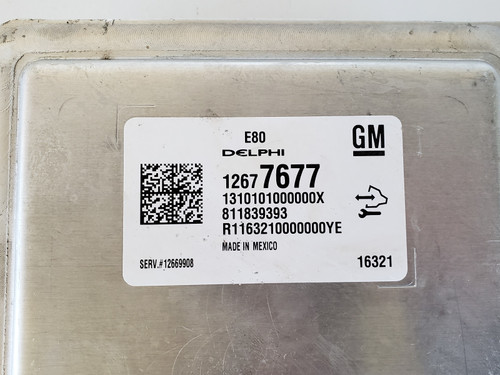 E80
GM
DELPHI
12677677
1310101000000X
811839393
R1163210000000YE
MADE IN MEXICO
SERV.#12669908
16321